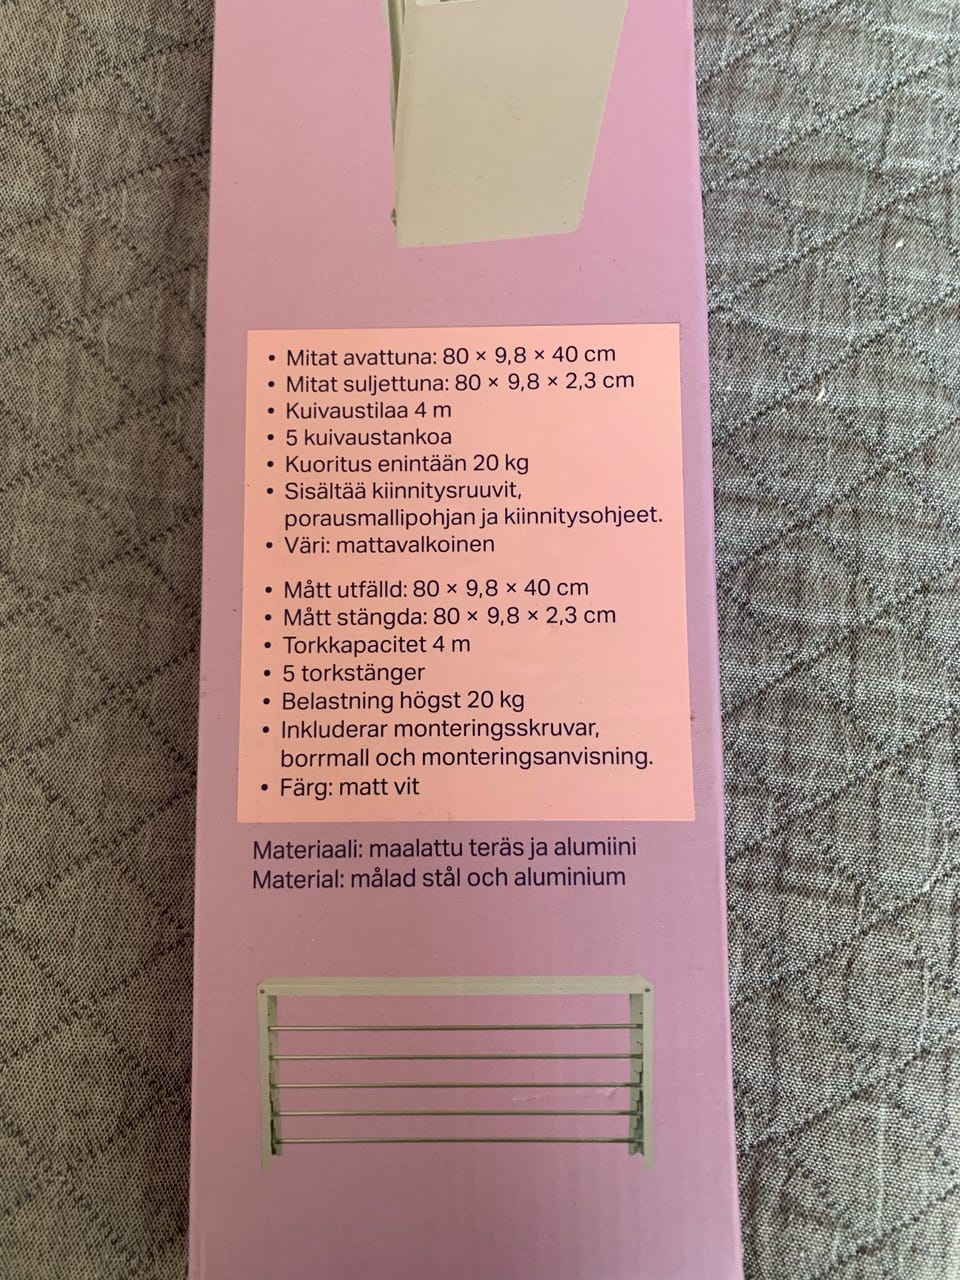 • Mitat avattuna: 80 × 9,8 × 40 cm
• Mitat suljettuna: 80 × 9,8 × 2,3 cm
• Kuivaustilaa 4 m
• 5 kuivaustankoa
• Kuoritus enintään 20 kg
• Sisältää kiinnitysruuvit,
porausmallipohjan ja kiinnitysohjeet.
• Väri: mattavalkoinen
• Mått utfälld: 80 × 9,8 × 40 cm
• Mått stängda: 80 × 9,8 × 2,3 cm
• Torkkapacitet 4 m
• 5 torkstänger
• Belastning högst 20 kg
• Inkluderar monteringsskruvar,
borrmall och monteringsanvisning.
• Färg: matt vit
Materiaali: maalattu teräs ja alumiini
Material: målad stål och aluminium